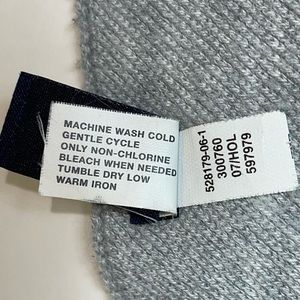 MACHINE WASH COLD
GENTLE CYCLE
ONLY NON-CHLORINE
BLEACH WHEN NEEDED
TUMBLE DRY LOW
WARM IRON
528179-06-1
300760
07/HOL
597979